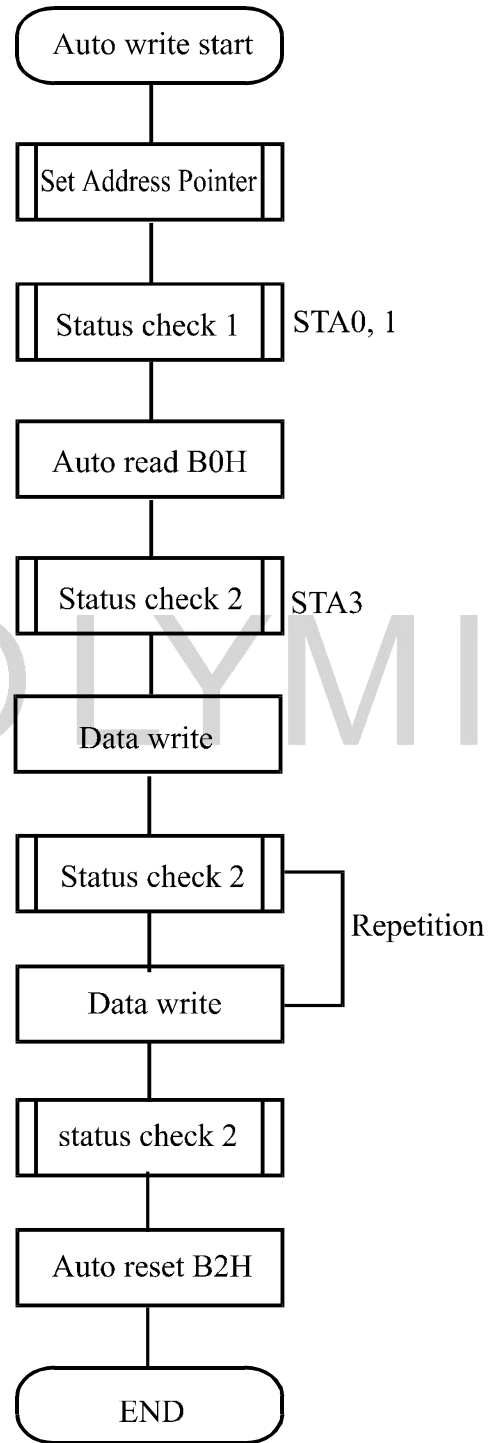 Auto write start
Set Address Pointer
Status check 1
STA0, 1
Auto read B0H
Status check 2
STA3
LYMI
Data write
Status check 2
Repetition
Data write
status check 2
Auto reset B2H
END